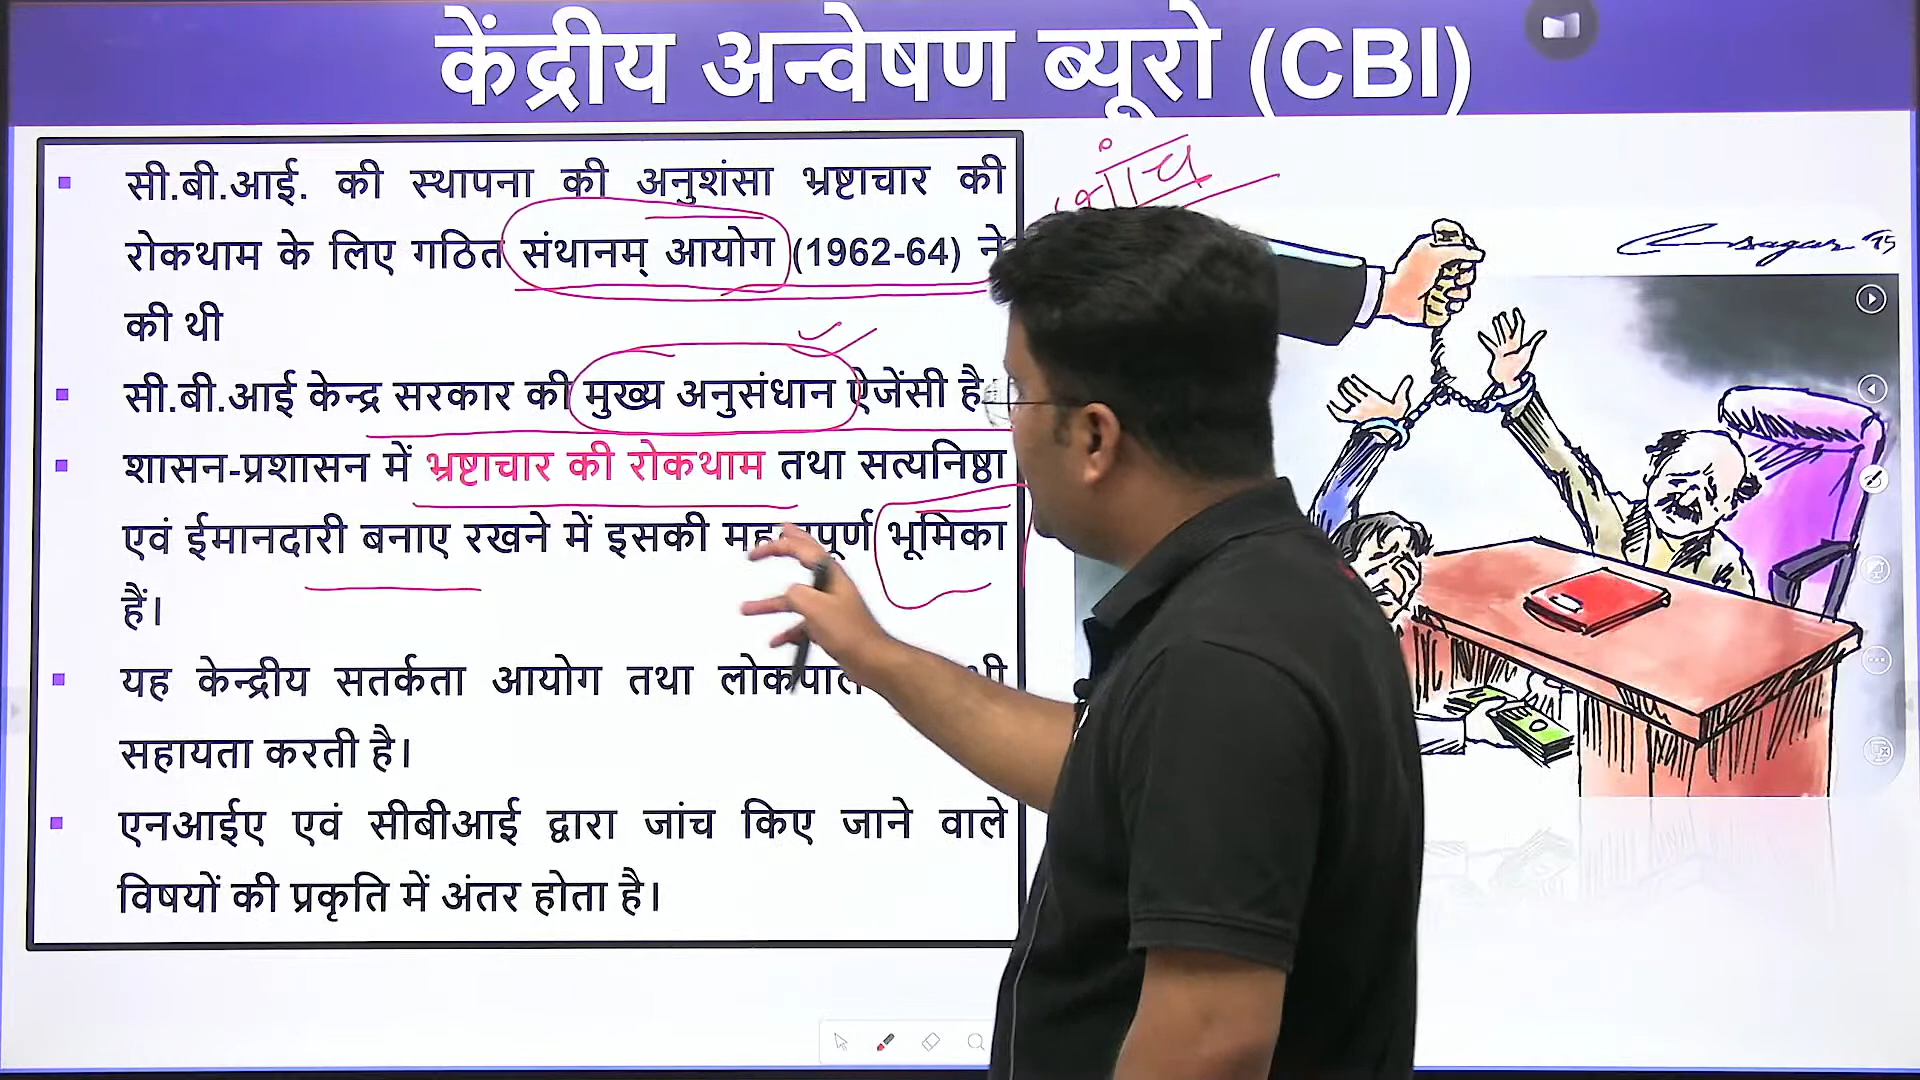 केंद्रीय अन्वेषण ब्यूरो (CBI)
सी.बी.आई. की स्थापना की अनुशंसा भ्रष्टाचार की
रोकथाम के लिए गठित संथानम् आयोग (1962-64) ने
की थी
सी.बी.आई केन्द्र सरकार की मुख्य अनुसंधान ऐजेंसी है
शासन-प्रशासन में भ्रष्टाचार की रोकथाम तथा सत्यनिष्ठा
एवं ईमानदारी बनाए रखने में इसकी भूमिका
हैं।
यह केन्द्रीय सतर्कता आयोग तथा
सहायता करती है।
एनआईए एवं सीबीआई द्वारा जांच किए जाने वाले
विषयों की प्रकृति में अंतर होता है।
जांच